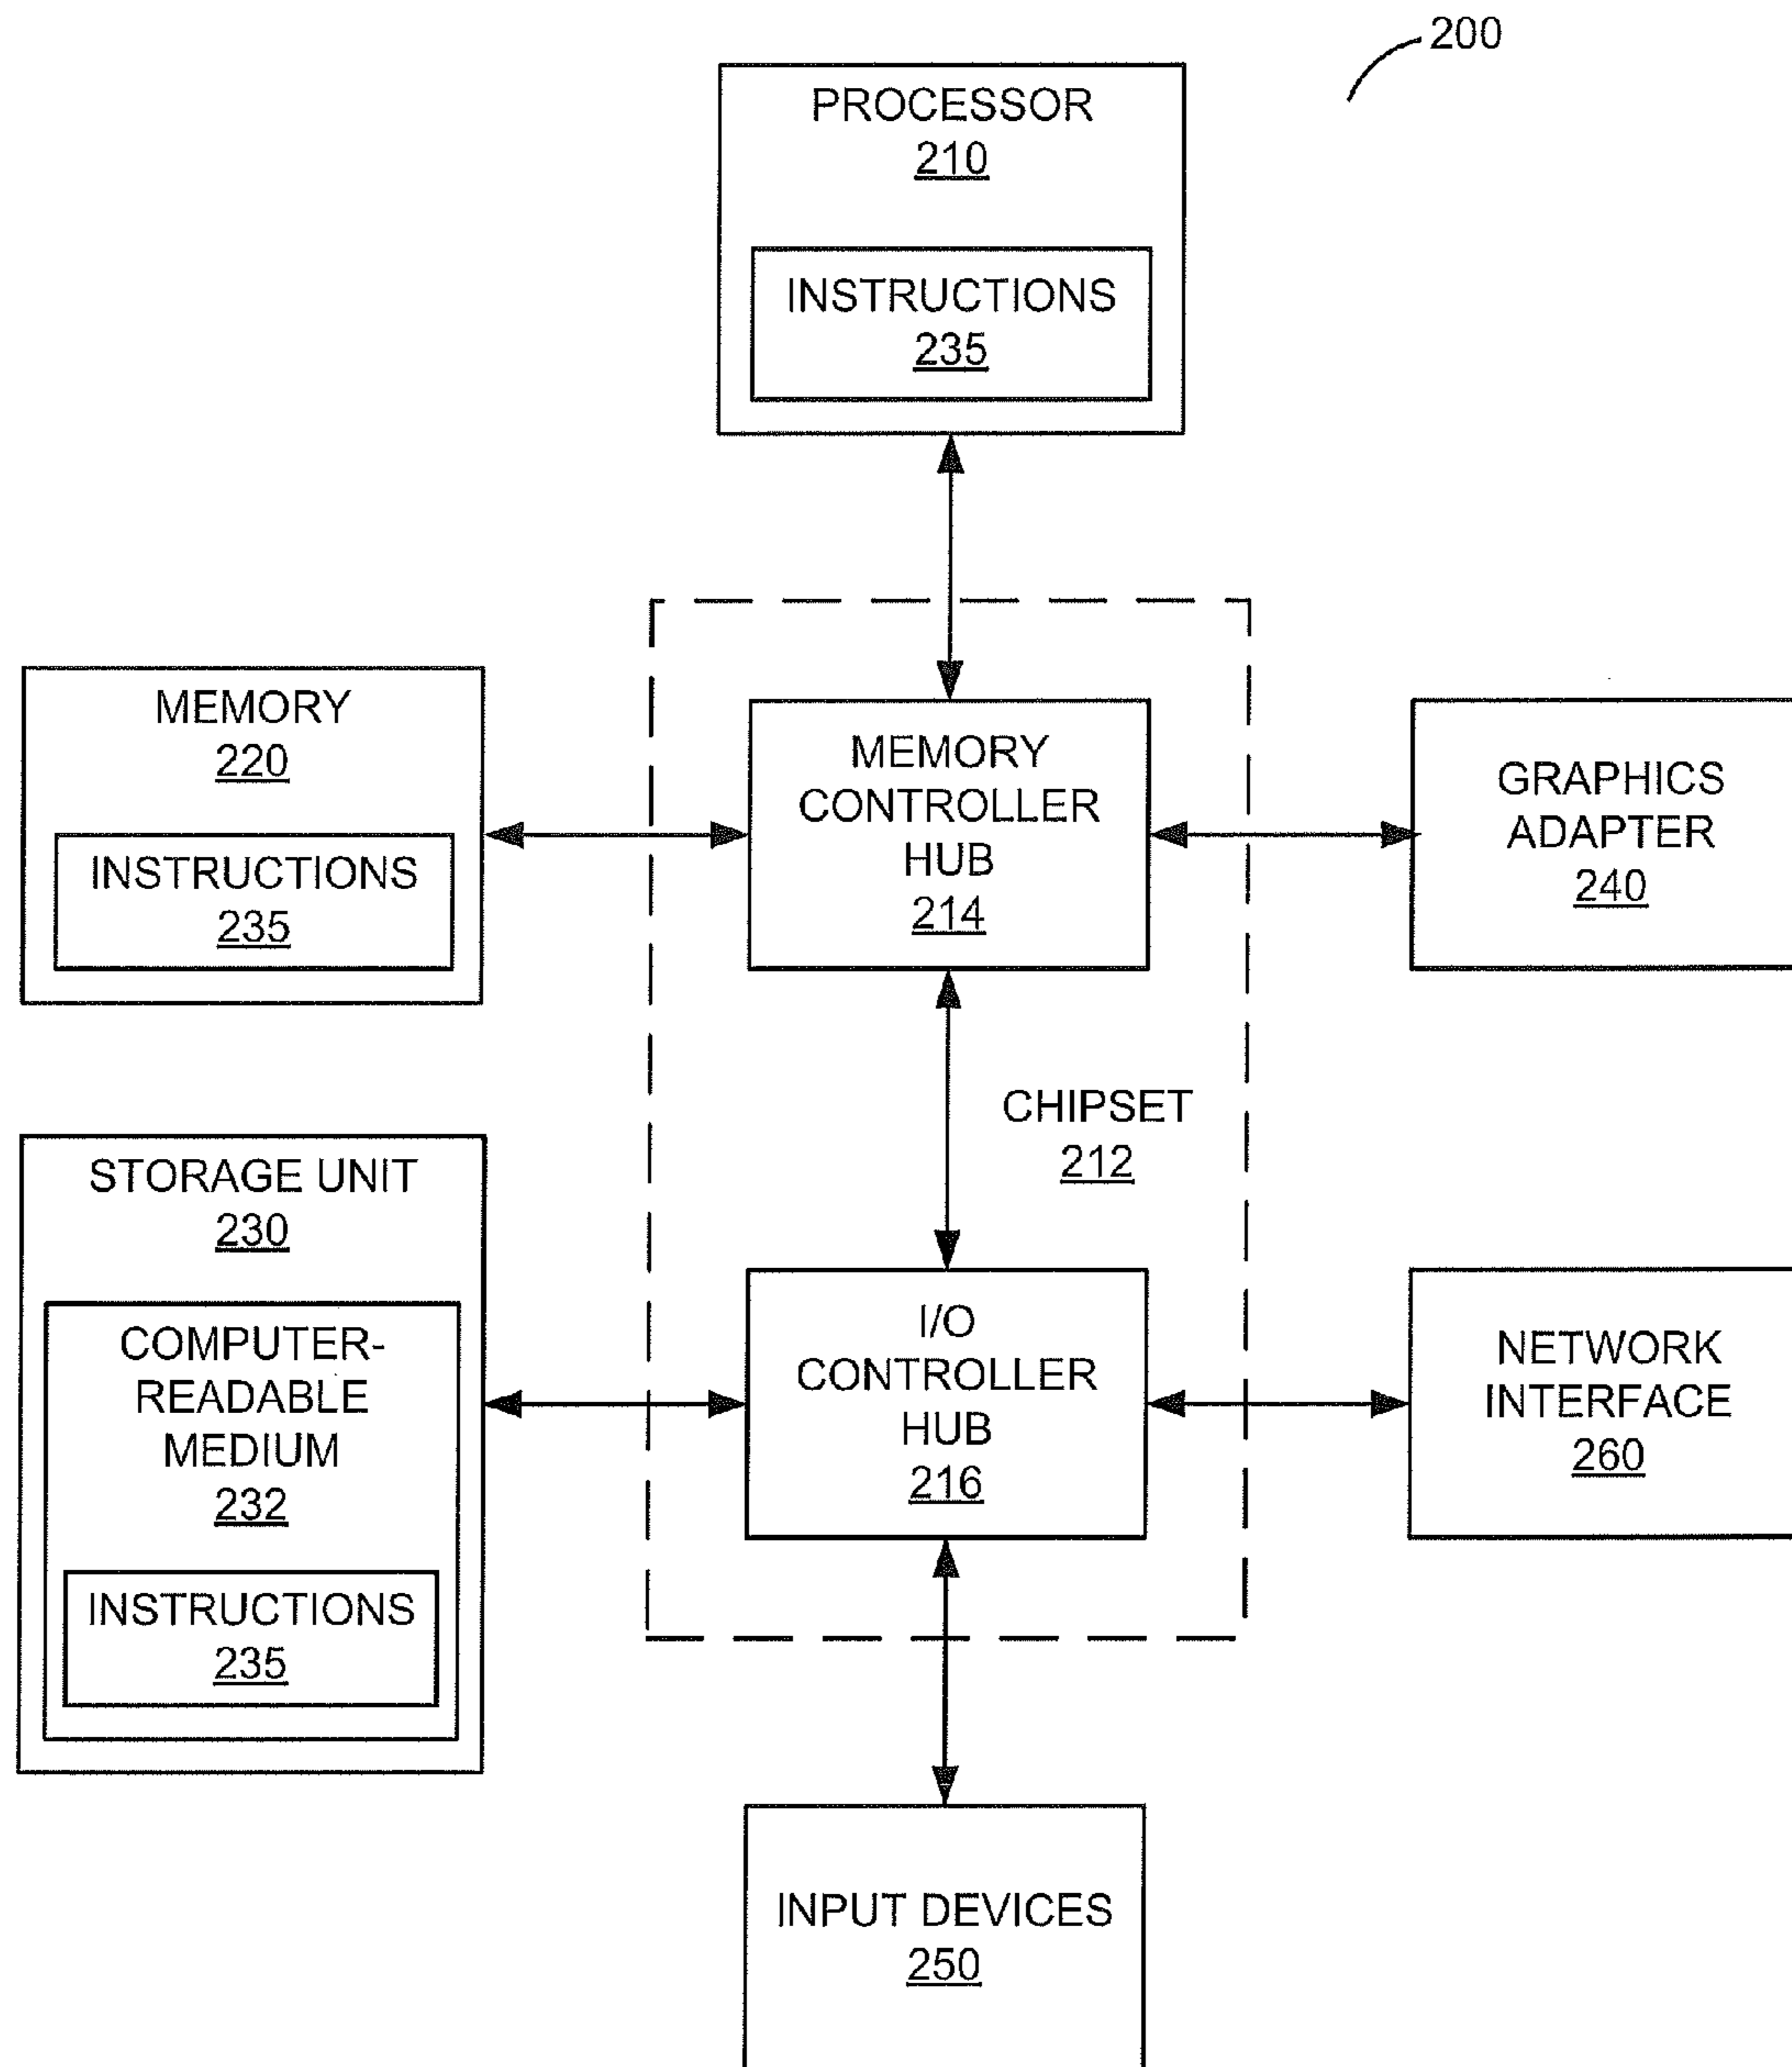 200
PROCESSOR
210
INSTRUCTIONS
235
MEMORY
220
INSTRUCTIONS
235
MEMORY
CONTROLLER
HUB
214
GRAPHICS
ADAPTER
240
CHIPSET
212
STORAGE UNIT
230
COMPUTER-
READABLE
MEDIUM
232
INSTRUCTIONS
235
I/O
CONTROLLER
HUB
216
NETWORK
INTERFACE
260
INPUT DEVICES
250